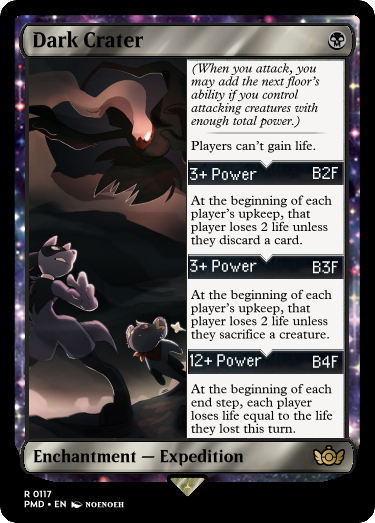 Dark Crater
(When you attack, you
may add the next floor's
ability if you control
attacking creatures with
enough total power.)
Players can't gain life.
3+ Power B2F
At the beginning of each
player's upkeep, that
player loses 2 life unless
they discard a card.
3+ Power B3F
At the beginning of each
player's upkeep, that
player loses 2 life unless
they sacrifice a creature.
12+ Power B4F
At the beginning of each
end step, each player
loses life equal to the life
they lost this turn.
Enchantment — Expedition
R 0117
PMD • EN NOENOEH